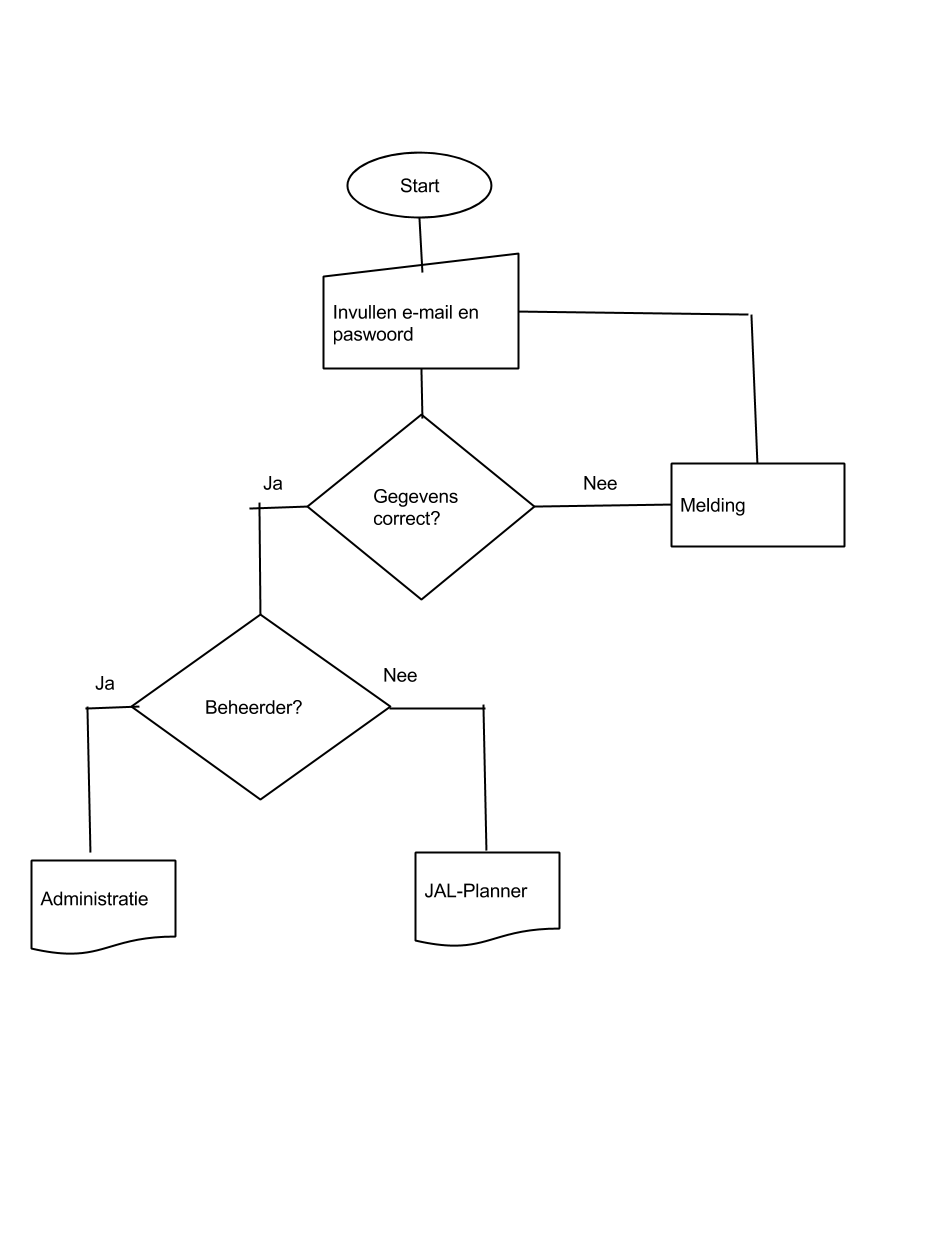 Start
Invullen e-mail en
paswoord
Ja
Gegevens
correct?
Nee
Melding
Ja
Beheerder?
Nee
Administratie
JAL-Planner